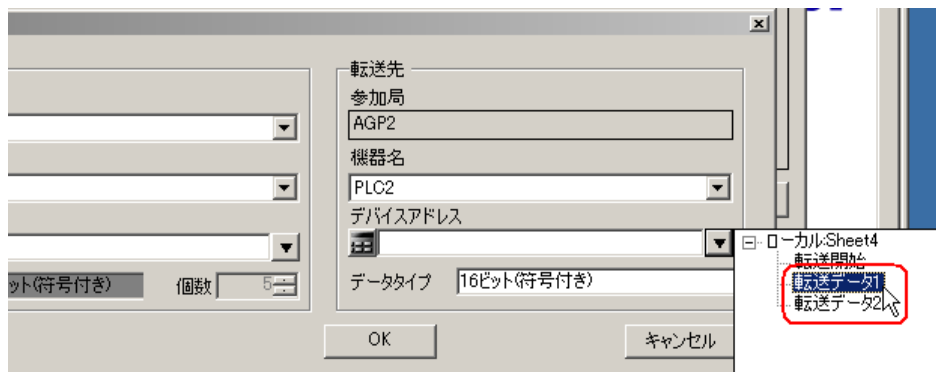 転送先
参加局
AGP2
機器名
PLC2
デバイスアドレス
ット(符号付き)
個数
5
データタイプ
16ビット(符号付き)
OK
キャンセル
ローカル:Sheet4
転送開始
転送データ1
転送データ2